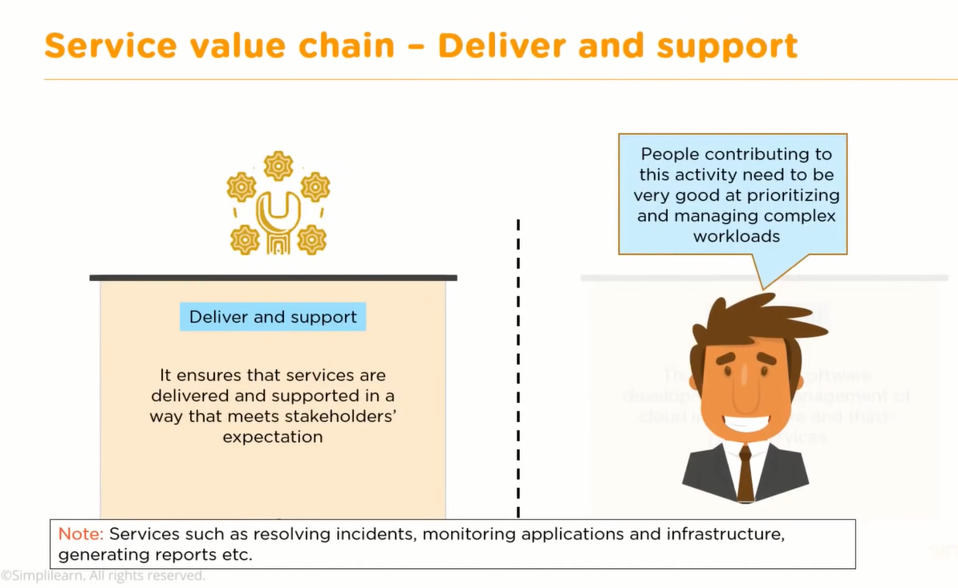 Service value chain – Deliver and support
Deliver and support
It ensures that services are
delivered and supported in a
way that meets stakeholders'
expectation
People contributing to
this activity need to be
very good at prioritizing
and managing complex
workloads
Note: Services such as resolving incidents, monitoring applications and infrastructure,
generating reports etc.
©Simplilearn. All rights reserved.